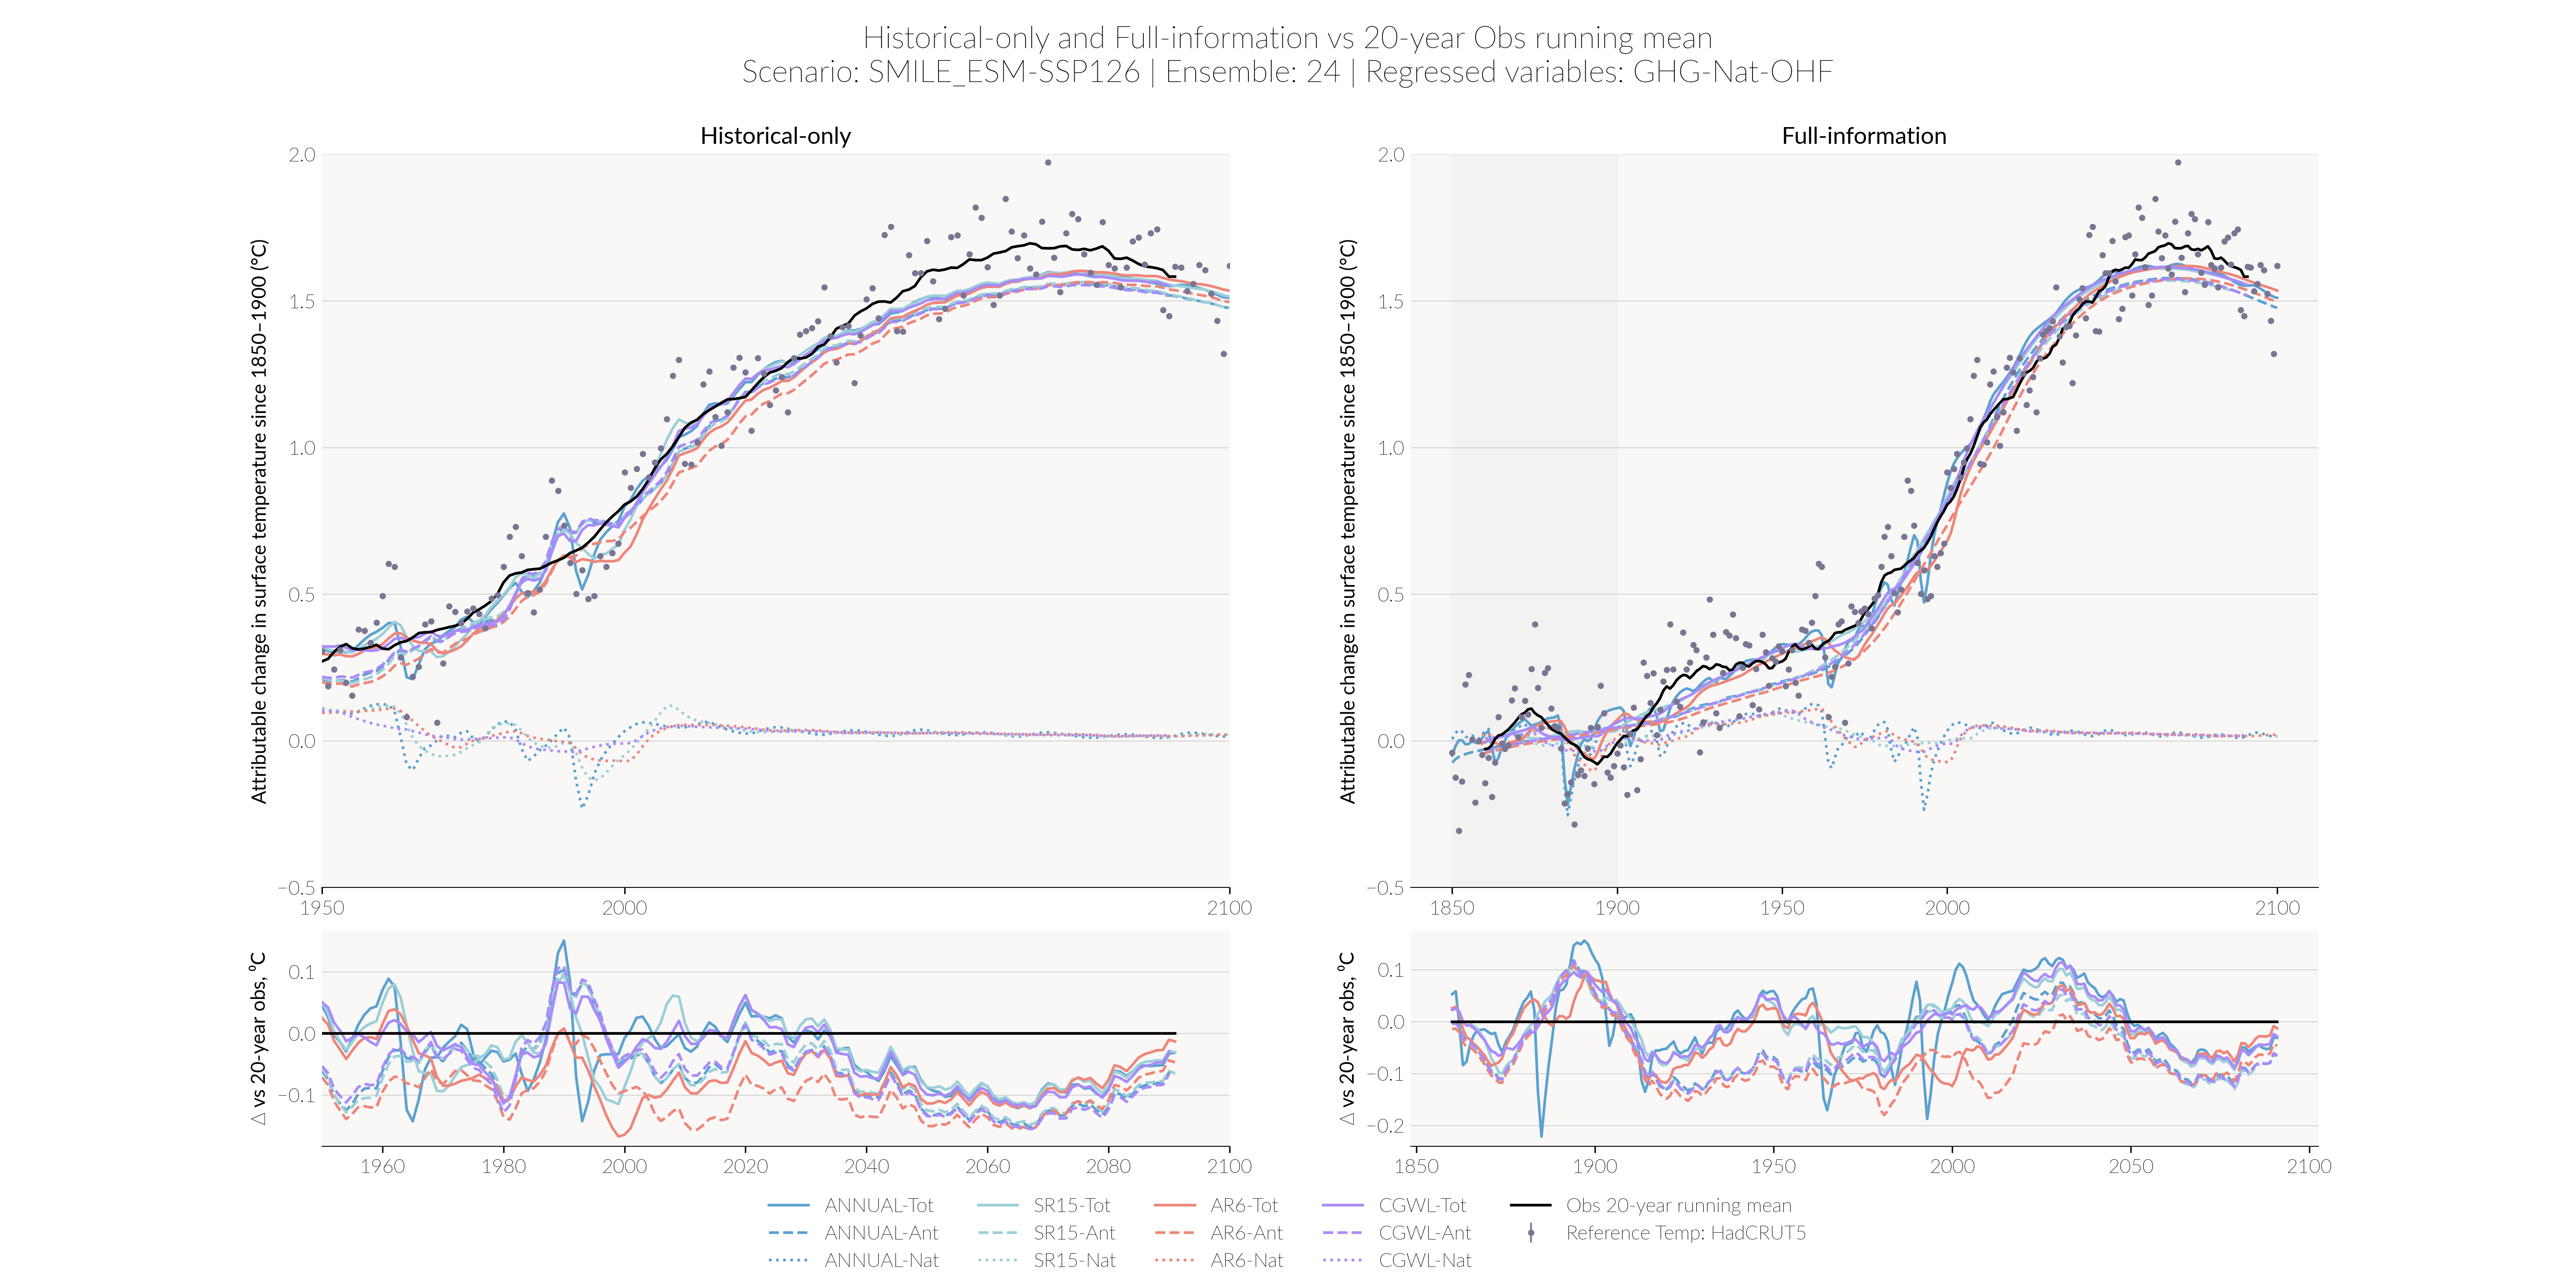 Historical-only and Full-information vs 20-year Obs running mean
Scenario: SMILE_ESM-SSP126 | Ensemble: 24 | Regressed variables: GHG-Nat-OHF
Historical-only
Attributable change in surface temperature since 1850–1900 (°C)
2.0
1.5
1.0
0.5
0.0
−0.5
1950
2000
2100
Full-information
Attributable change in surface temperature since 1850–1900 (°C)
2.0
1.5
1.0
0.5
0.0
−0.5
1850
1900
1950
2000
2100
△ vs 20-year obs, ⁰C
0.1
0.0
−0.1
1960
1980
2000
2020
2040
2060
2080
2100
△ vs 20-year obs, ⁰C
0.1
0.0
−0.1
−0.2
1850
1900
1950
2000
2050
2100
ANNUAL-Tot
ANNUAL-Ant
ANNUAL-Nat
SR15-Tot
SR15-Ant
SR15-Nat
AR6-Tot
AR6-Ant
AR6-Nat
CGWL-Tot
CGWL-Ant
CGWL-Nat
Obs 20-year running mean
Reference Temp: HadCRUT5